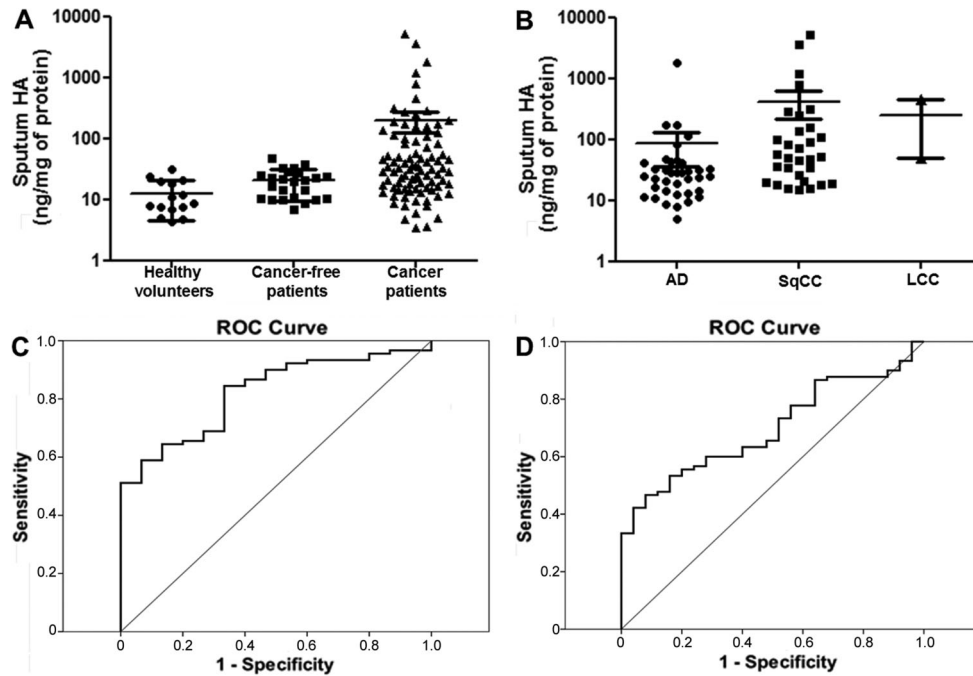 A
B
Sputum HA
(ng/mg of protein)
10000
1000
100
10
1
Healthy
volunteers
Cancer-free
patients
Cancer
patients
Sputum HA
(ng/mg of protein)
10000
1000
100
10
1
AD
SqCC
LCC
C
ROC Curve
Sensitivity
1.0
0.8
0.6
0.4
0.2
0
0 0.2 0.4 0.6 0.8 1.0
1 - Specificity
D
ROC Curve
Sensitivity
1.0
0.8
0.6
0.4
0.2
0
0 0.2 0.4 0.6 0.8 1.0
1 - Specificity